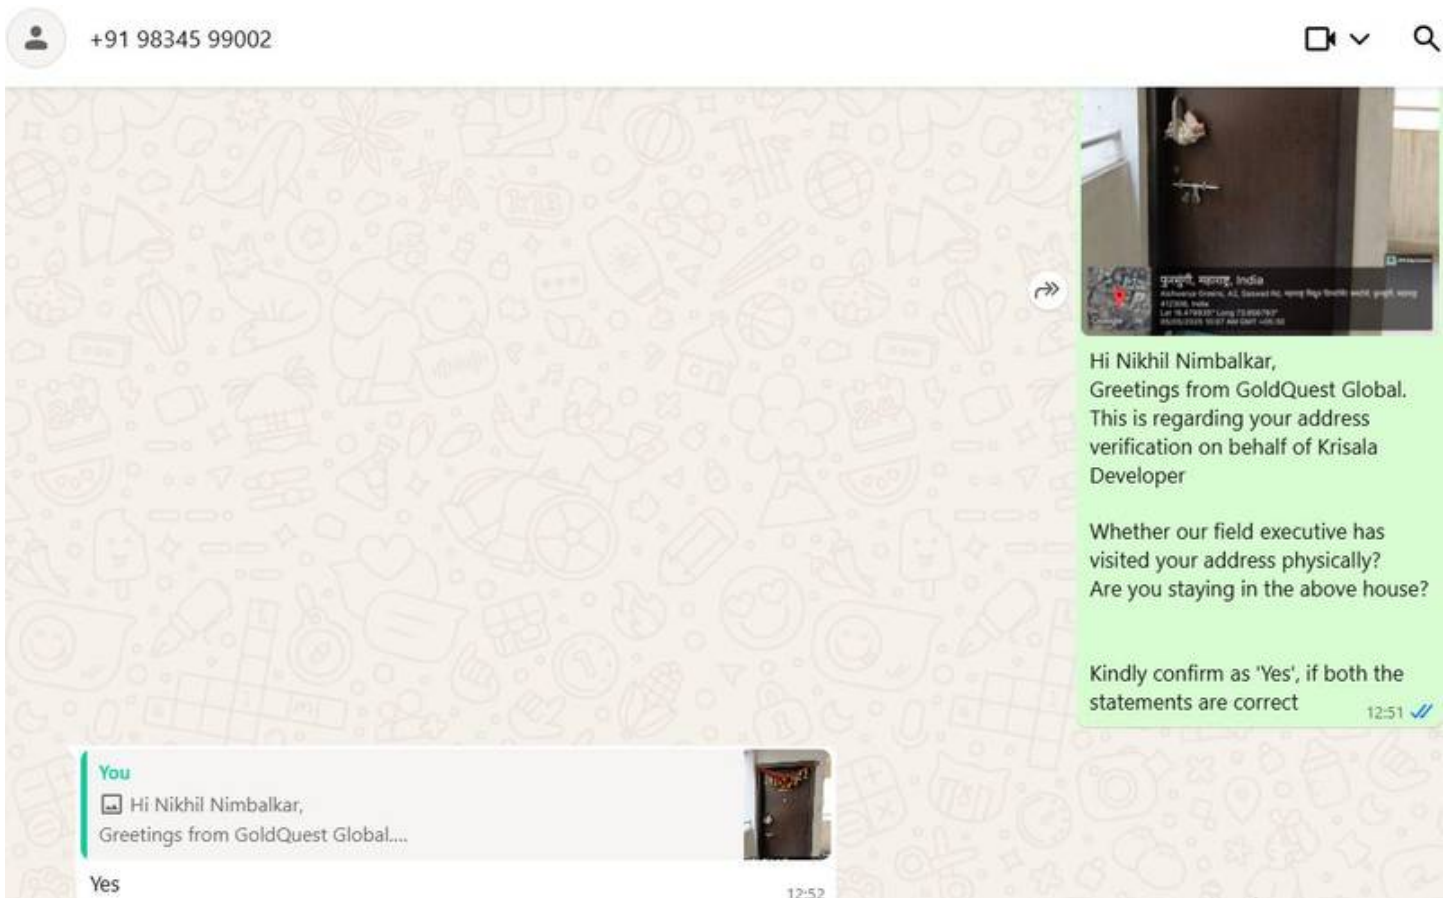 +91 98345 99002
फुरसुंगी, महाराष्ट्र, India
Hi Nikhil Nimbalkar,
Greetings from GoldQuest Global.
This is regarding your address
verification on behalf of Krisala
Developer
Whether our field executive has
visited your address physically?
Are you staying in the above house?
Kindly confirm as 'Yes', if both the
statements are correct
12:51
You
Hi Nikhil Nimbalkar,
Greetings from GoldQuest Global....
Yes
12:52